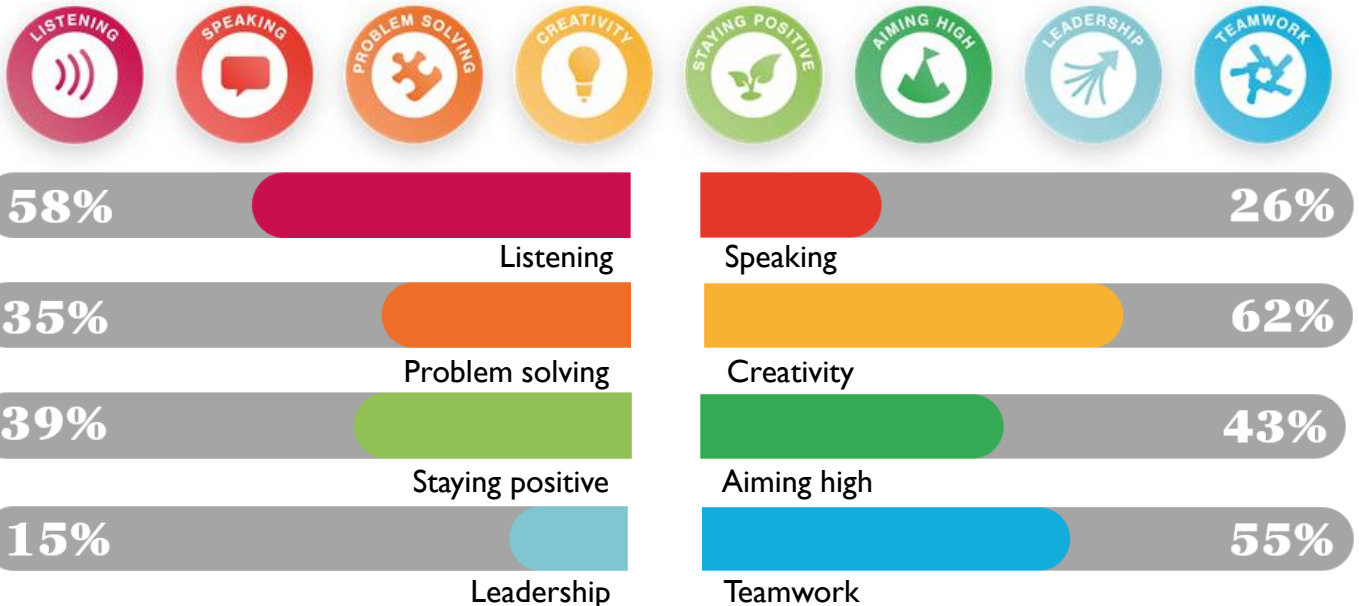 LISTENING
SPEAKING
PROBLEM SOLVING
CREATIVITY
STAYING POSITIVE
AIMING HIGH
LEADERSHIP
TEAMWORK
58%
Listening
26%
Speaking
35%
Problem solving
62%
Creativity
39%
Staying positive
43%
Aiming high
15%
Leadership
55%
Teamwork